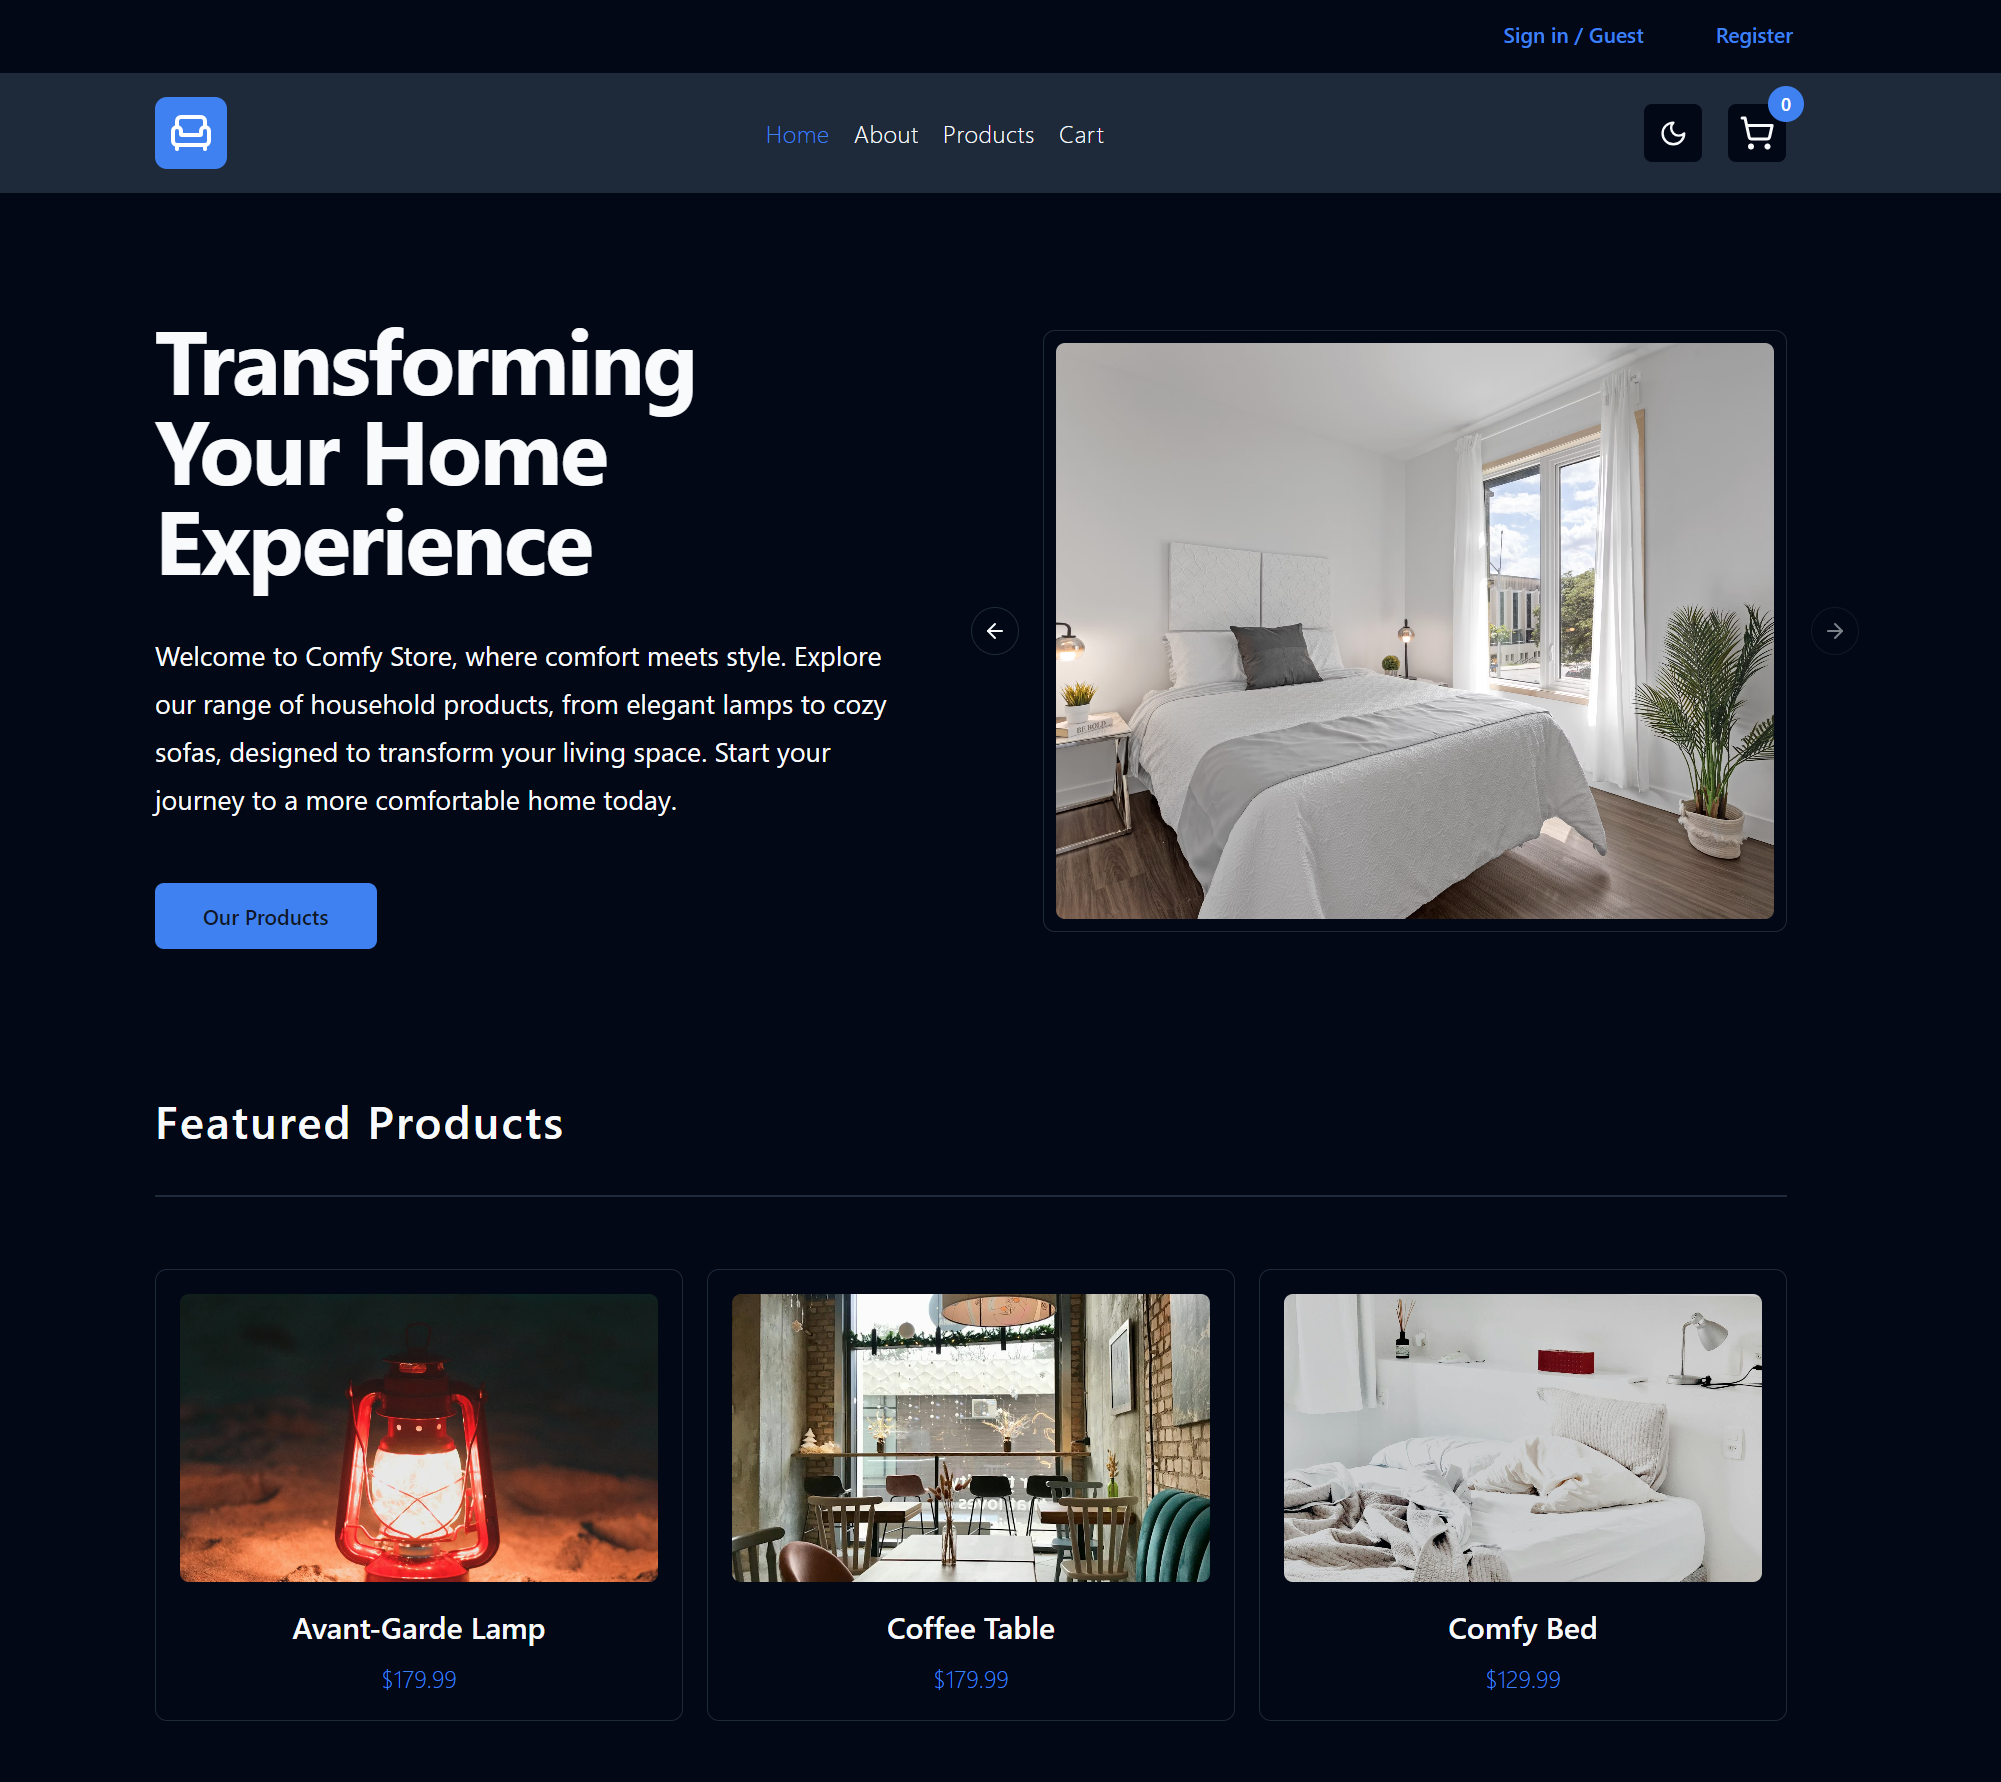 Sign in / Guest
Register
0
Home
About
Products
Cart
Transforming
Your Home
Experience
Welcome to Comfy Store, where comfort meets style. Explore
our range of household products, from elegant lamps to cozy
sofas, designed to transform your living space. Start your
journey to a more comfortable home today.
BE BOLD
Our Products
Featured Products
Avant-Garde Lamp
$179.99
Coffee Table
$179.99
Comfy Bed
$129.99